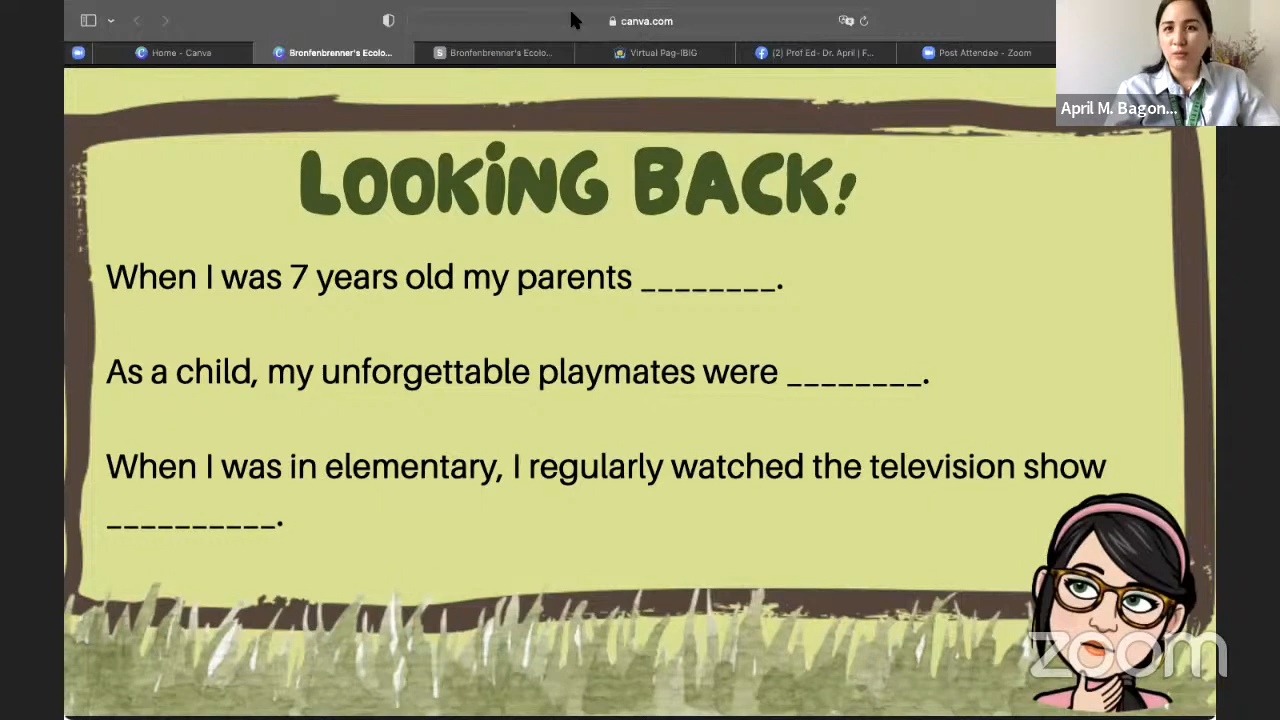 canva.com
Home - Canva
Bronfenbrenner's Ecolo...
S
Bronfenbrenner's Ecolo...
Virtual Pag-IBIG
(2) Prof Ed- Dr. April | F...
Post Attendee - Zoom
April M. Bagon...
LOOKING BACK!
When I was 7 years old my parents ________.
As a child, my unforgettable playmates were ________.
When I was in elementary, I regularly watched the television show
__________.
zoom